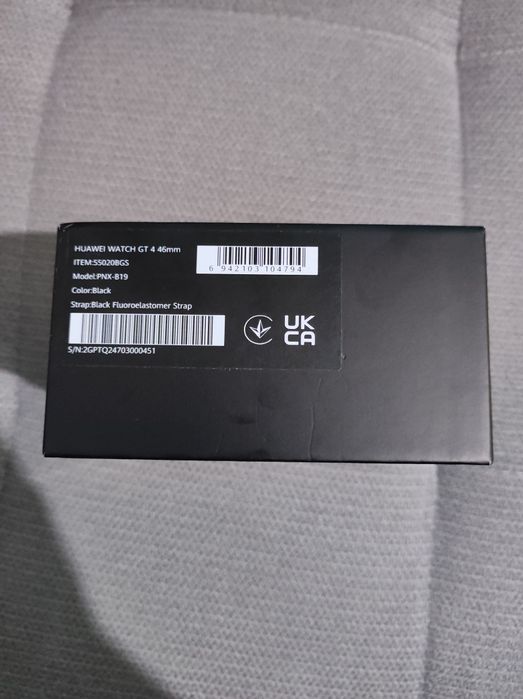 HUAWEI WATCH GT 4 46mm
ITEM:55020BGS
Model:PNX-B19
Color:Black
Strap:Black Fluoroelastomer Strap
6 942103 104794
S/N:2GPTQ24703000451
UK
CA